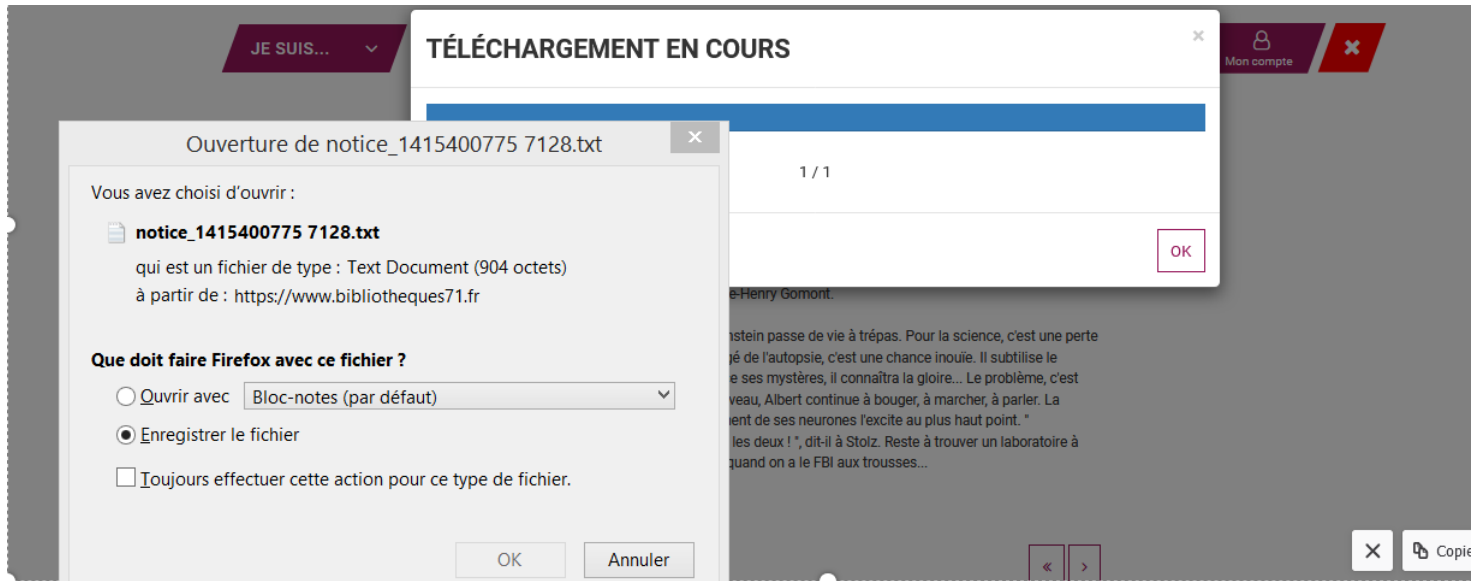 JE SUIS...
TÉLÉCHARGEMENT EN COURS
×
Mon compte
1 / 1
OK
Ouverture de notice_1415400775 7128.txt
Vous avez choisi d'ouvrir :
notice_1415400775 7128.txt
qui est un fichier de type : Text Document (904 octets)
à partir de : https://www.bibliotheques71.fr
Que doit faire Firefox avec ce fichier ?
Ouvrir avec Bloc-notes (par défaut)
Enregistrer le fichier
Toujours effectuer cette action pour ce type de fichier.
OK Annuler
e-Henry Gomont.
nstein passe de vie à trépas. Pour la science, c'est une perte
gé de l'autopsie, c'est une chance inouïe. Il subtilise le
e ses mystères, il connaîtra la gloire... Le problème, c'est
veau, Albert continue à bouger, à marcher, à parler. La
ent de ses neurones l'excite au plus haut point. "
les deux ! ", dit-il à Stolz. Reste à trouver un laboratoire à
quand on a le FBI aux trousses...
« >
Copie